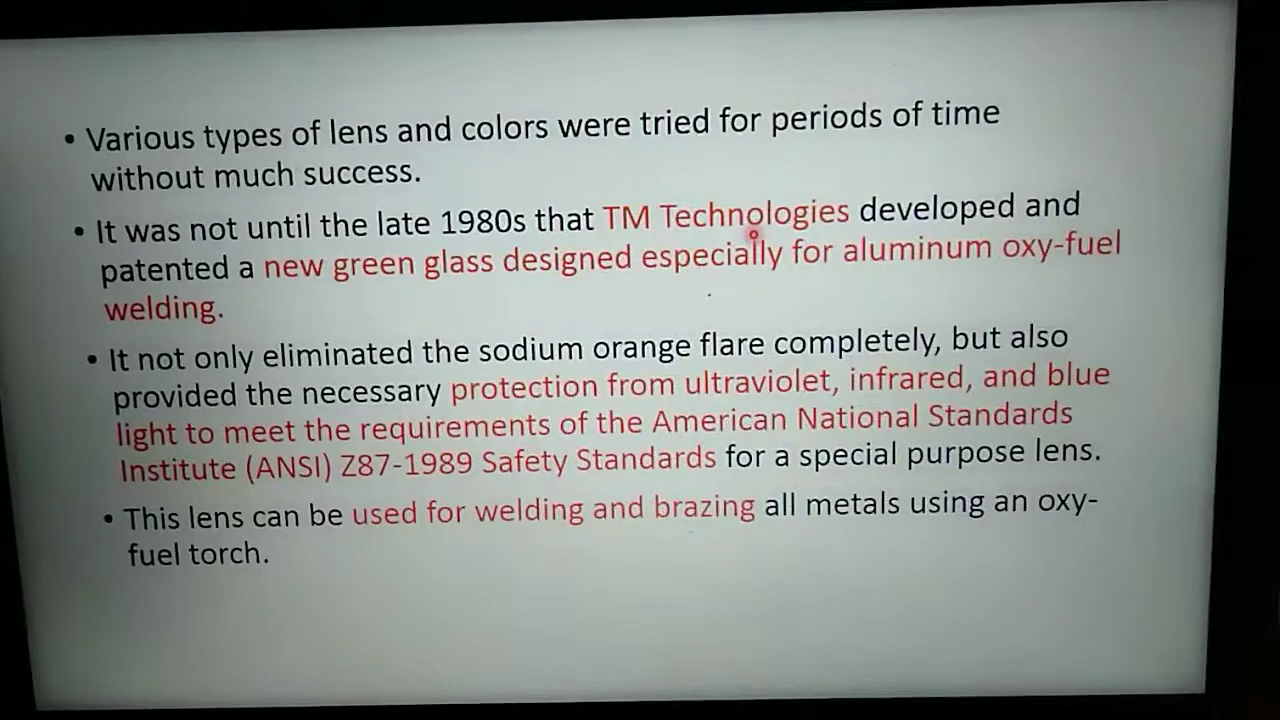 • Various types of lens and colors were tried for periods of time
without much success.
• It was not until the late 1980s that TM Technologies developed and
patented a new green glass designed especially for aluminum oxy-fuel
welding.
• It not only eliminated the sodium orange flare completely, but also
provided the necessary protection from ultraviolet, infrared, and blue
light to meet the requirements of the American National Standards
Institute (ANSI) Z87-1989 Safety Standards for a special purpose lens.
• This lens can be used for welding and brazing all metals using an oxy-
fuel torch.